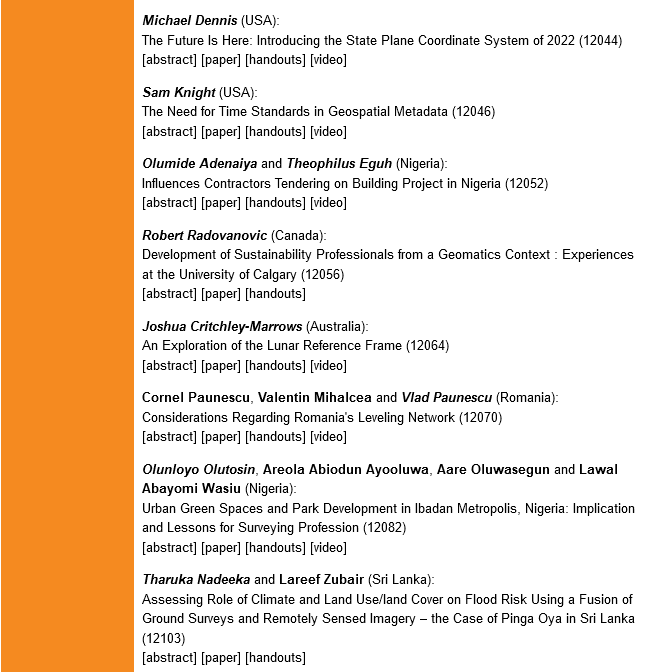 Michael Dennis (USA):
The Future Is Here: Introducing the State Plane Coordinate System of 2022 (12044)
[abstract] [paper] [handouts] [video]
Sam Knight (USA):
The Need for Time Standards in Geospatial Metadata (12046)
[abstract] [paper] [handouts] [video]
Olumide Adenaiya and Theophilus Eguh (Nigeria):
Influences Contractors Tendering on Building Project in Nigeria (12052)
[abstract] [paper] [handouts] [video]
Robert Radovanovic (Canada):
Development of Sustainability Professionals from a Geomatics Context : Experiences
at the University of Calgary (12056)
[abstract] [paper] [handouts]
Joshua Critchley-Marrows (Australia):
An Exploration of the Lunar Reference Frame (12064)
[abstract] [paper] [handouts] [video]
Cornel Paunescu, Valentin Mihalcea and Vlad Paunescu (Romania):
Considerations Regarding Romania's Leveling Network (12070)
[abstract] [paper] [handouts] [video]
Olunloyo Olutosin, Areola Abiodun Ayooluwa, Aare Oluwasegun and Lawal
Abayomi Wasiu (Nigeria):
Urban Green Spaces and Park Development in Ibadan Metropolis, Nigeria: Implication
and Lessons for Surveying Profession (12082)
[abstract] [paper] [handouts] [video]
Tharuka Nadeeka and Lareef Zubair (Sri Lanka):
Assessing Role of Climate and Land Use/land Cover on Flood Risk Using a Fusion of
Ground Surveys and Remotely Sensed Imagery – the Case of Pinga Oya in Sri Lanka
(12103)
[abstract] [paper] [handouts]